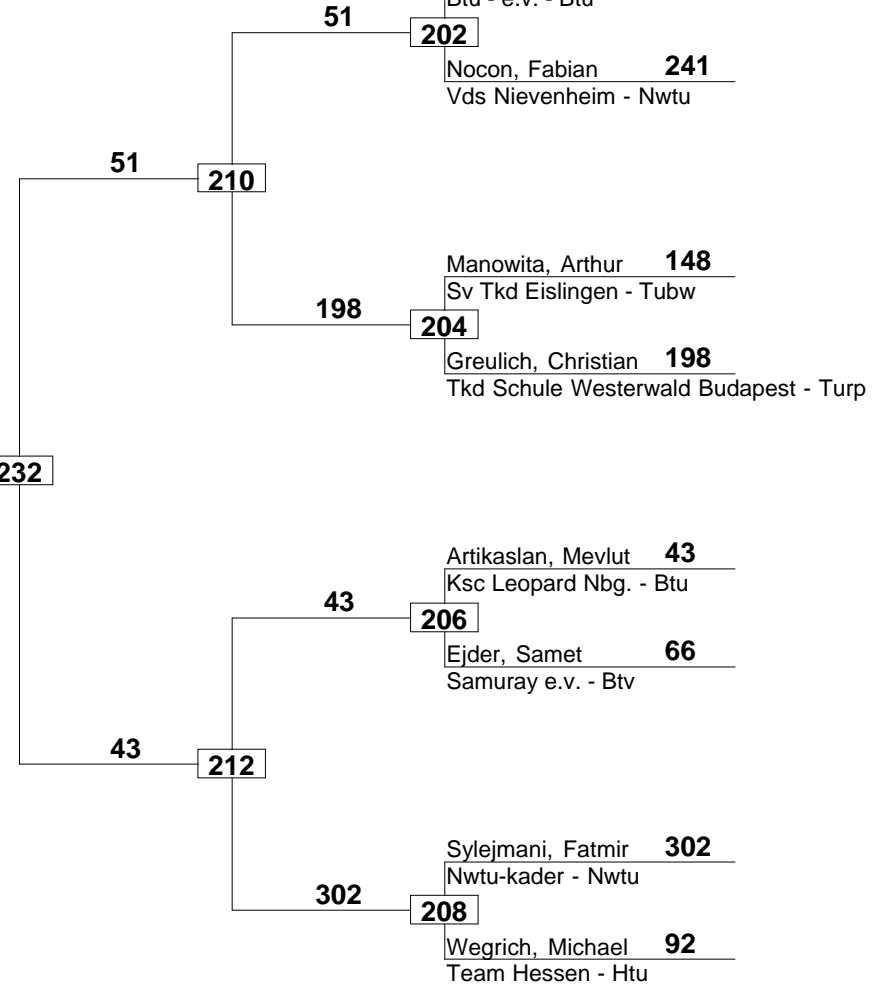 Btu - e.v. - Btu
51
202
Nocon, Fabian 241
Vds Nievenheim - Nwtu
51
210
Manowita, Arthur 148
Sv Tkd Eislingen - Tubw
198
204
Greulich, Christian 198
Tkd Schule Westerwald Budapest - Turp
232
Artikaslan, Mevlut 43
Ksc Leopard Nbg. - Btu
43
206
Ejder, Samet 66
Samuray e.v. - Btv
43
212
Sylejmani, Fatmir 302
Nwtu-kader - Nwtu
302
208
Wegrich, Michael 92
Team Hessen - Htu